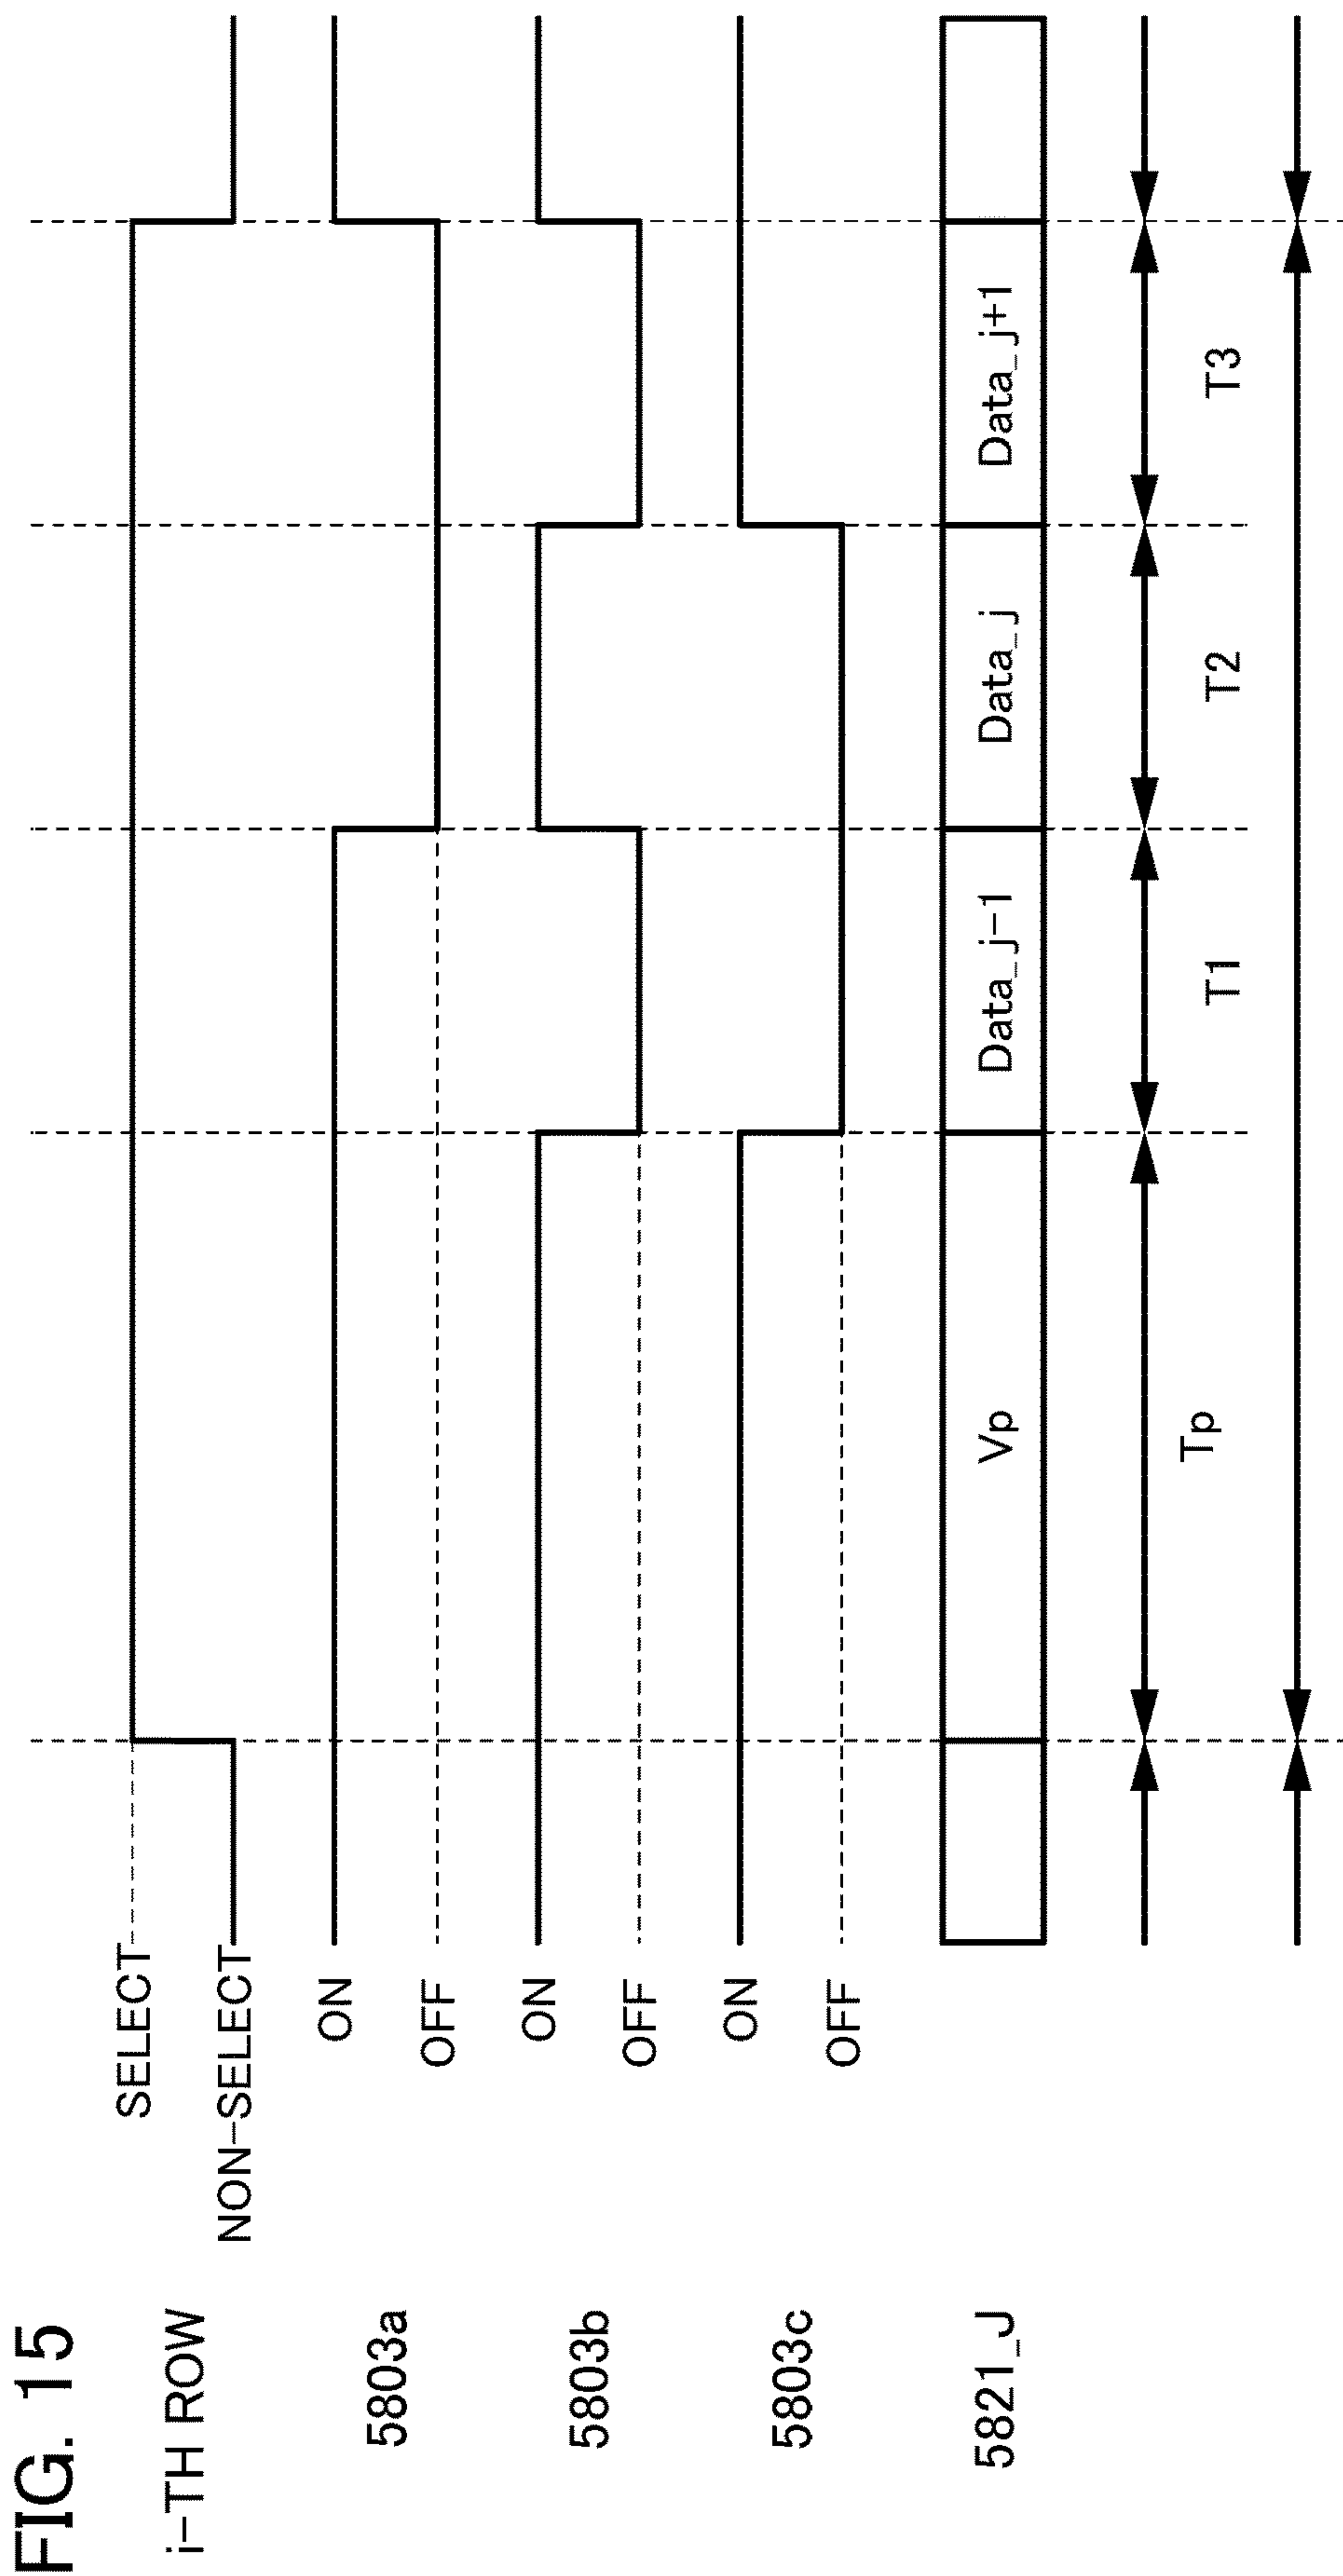 FIG. 15
i-TH ROW
SELECT
NON-SELECT
5803a
ON
OFF
5803b
ON
OFF
5803c
ON
OFF
5821_J
Vp
Data_j-1
Data_j
Data_j+1
Tp
T1
T2
T3